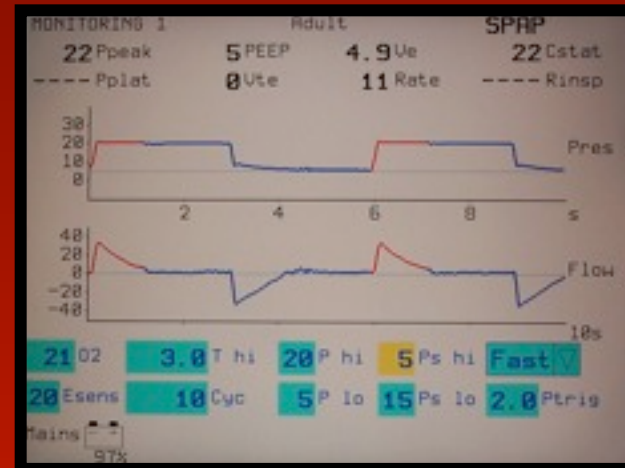 MONITORING 1 Adult SPAP
22 Ppeak 5 PEEP 4.9 Ve 22 Cstat
---- Pplat 0 Vte 11 Rate ---- Rinsp
30
20
10
0
Pres
2 4 6 8 s
40
20
0
-20
-40
Flow
10s
21 O2 3.0 T hi 20 P hi 5 Ps hi Fast
20 Esens 10 Cyc 5 P lo 15 Ps lo 2.0 Ptrig
Mains
97%